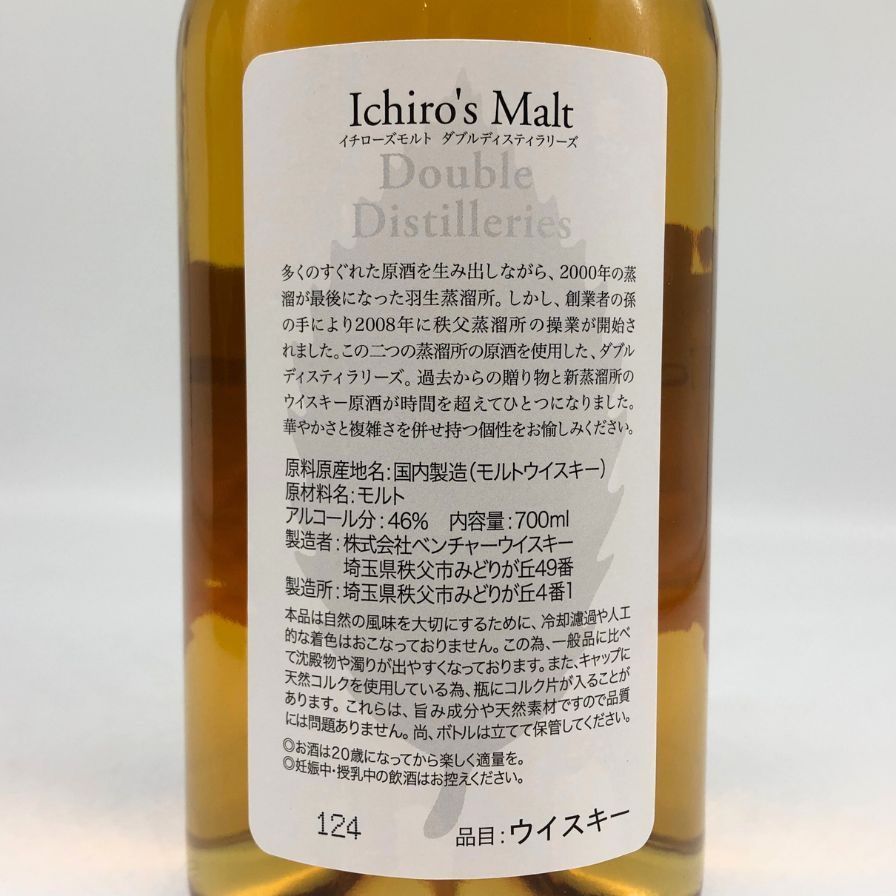 Ichiro's Malt
イチローズモルト ダブルディスティラリーズ
Double
Distilleries
多くのすぐれた原酒を生み出しながら、2000年の蒸
溜が最後になった羽生蒸溜所。しかし、創業者の孫
の手により2008年に秩父蒸溜所の操業が開始さ
れました。この二つの蒸溜所の原酒を使用した、ダブル
ディスティラリーズ。過去からの贈り物と新蒸溜所の
ウイスキー原酒が時間を超えてひとつになりました。
華やかさと複雑さを併せ持つ個性をお愉しみください。
原料原産地名:国内製造(モルトウイスキー)
原材料名:モルト
アルコール分:46% 内容量:700ml
製造者:株式会社ベンチャーウイスキー
埼玉県秩父市みどりが丘49番
製造所:埼玉県秩父市みどりが丘4番1
本品は自然の風味を大切にするために、冷却濾過や人工
的な着色はおこなっておりません。この為、一般品に比べ
て沈殿物や濁りが出やすくなっております。また、キャップに
天然コルクを使用している為、瓶にコルク片が入ることが
あります。これらは、旨み成分や天然素材ですので品質
には問題ありません。尚、ボトルは立てて保管してください。
◎お酒は20歳になってから楽しく適量を。
◎妊娠中・授乳中の飲酒はお控えください。
124
品目:ウイスキー